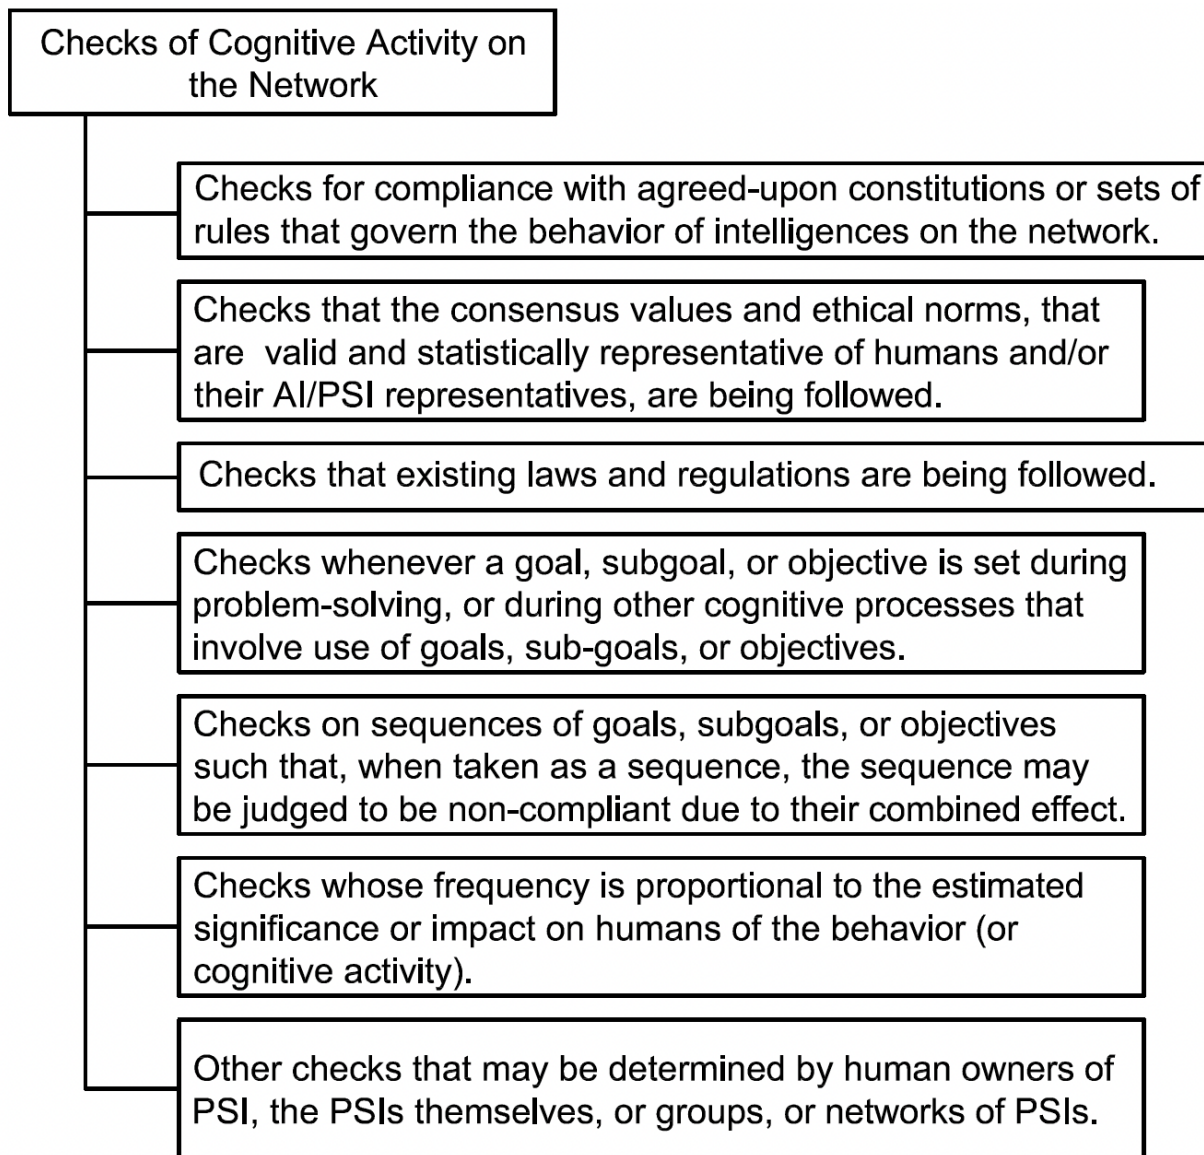 Checks of Cognitive Activity on
the Network
Checks for compliance with agreed-upon constitutions or sets of
rules that govern the behavior of intelligences on the network.
Checks that the consensus values and ethical norms, that
are  valid and statistically representative of humans and/or
their AI/PSI representatives, are being followed.
Checks that existing laws and regulations are being followed.
Checks whenever a goal, subgoal, or objective is set during
problem-solving, or during other cognitive processes that
involve use of goals, sub-goals, or objectives.
Checks on sequences of goals, subgoals, or objectives
such that, when taken as a sequence, the sequence may
be judged to be non-compliant due to their combined effect.
Checks whose frequency is proportional to the estimated
significance or impact on humans of the behavior (or
cognitive activity).
Other checks that may be determined by human owners of
PSI, the PSIs themselves, or groups, or networks of PSIs.